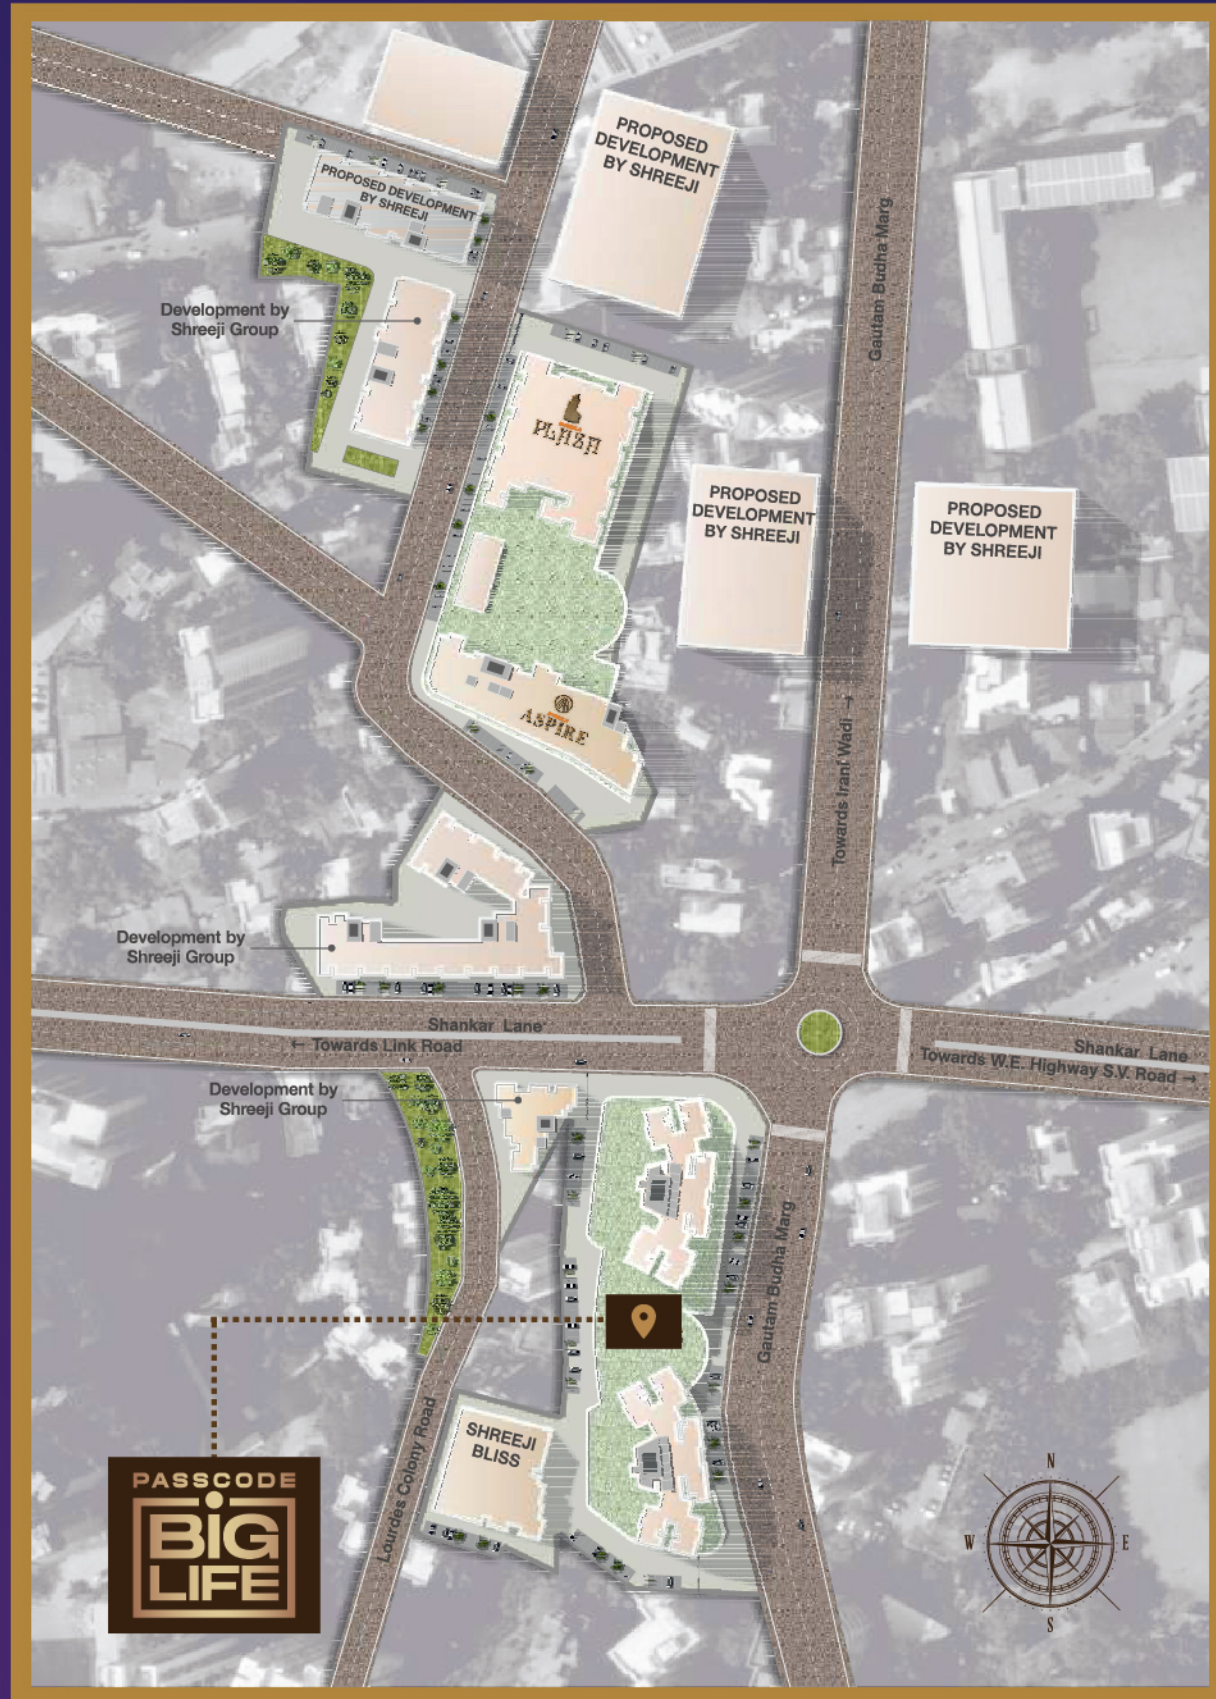 PROPOSED
DEVELOPMENT
BY SHREEJI
PROPOSED DEVELOPMENT
BY SHREEJI
Gautam Budha Marg
Development by
Shreeji Group
PLAZA
PROPOSED
DEVELOPMENT
BY SHREEJI
PROPOSED
DEVELOPMENT
BY SHREEJI
ASPIRE
Towards Irani Wadi →
Development by
Shreeji Group
Shankar Lane
← Towards Link Road
Shankar Lane
Towards W.E. Highway S.V. Road →
Development by
Shreeji Group
Gautam Budha Marg
Lourdes Colony Road
SHREEJI
BLISS
PASSCODE
BIG
LIFE
N
W
E
S